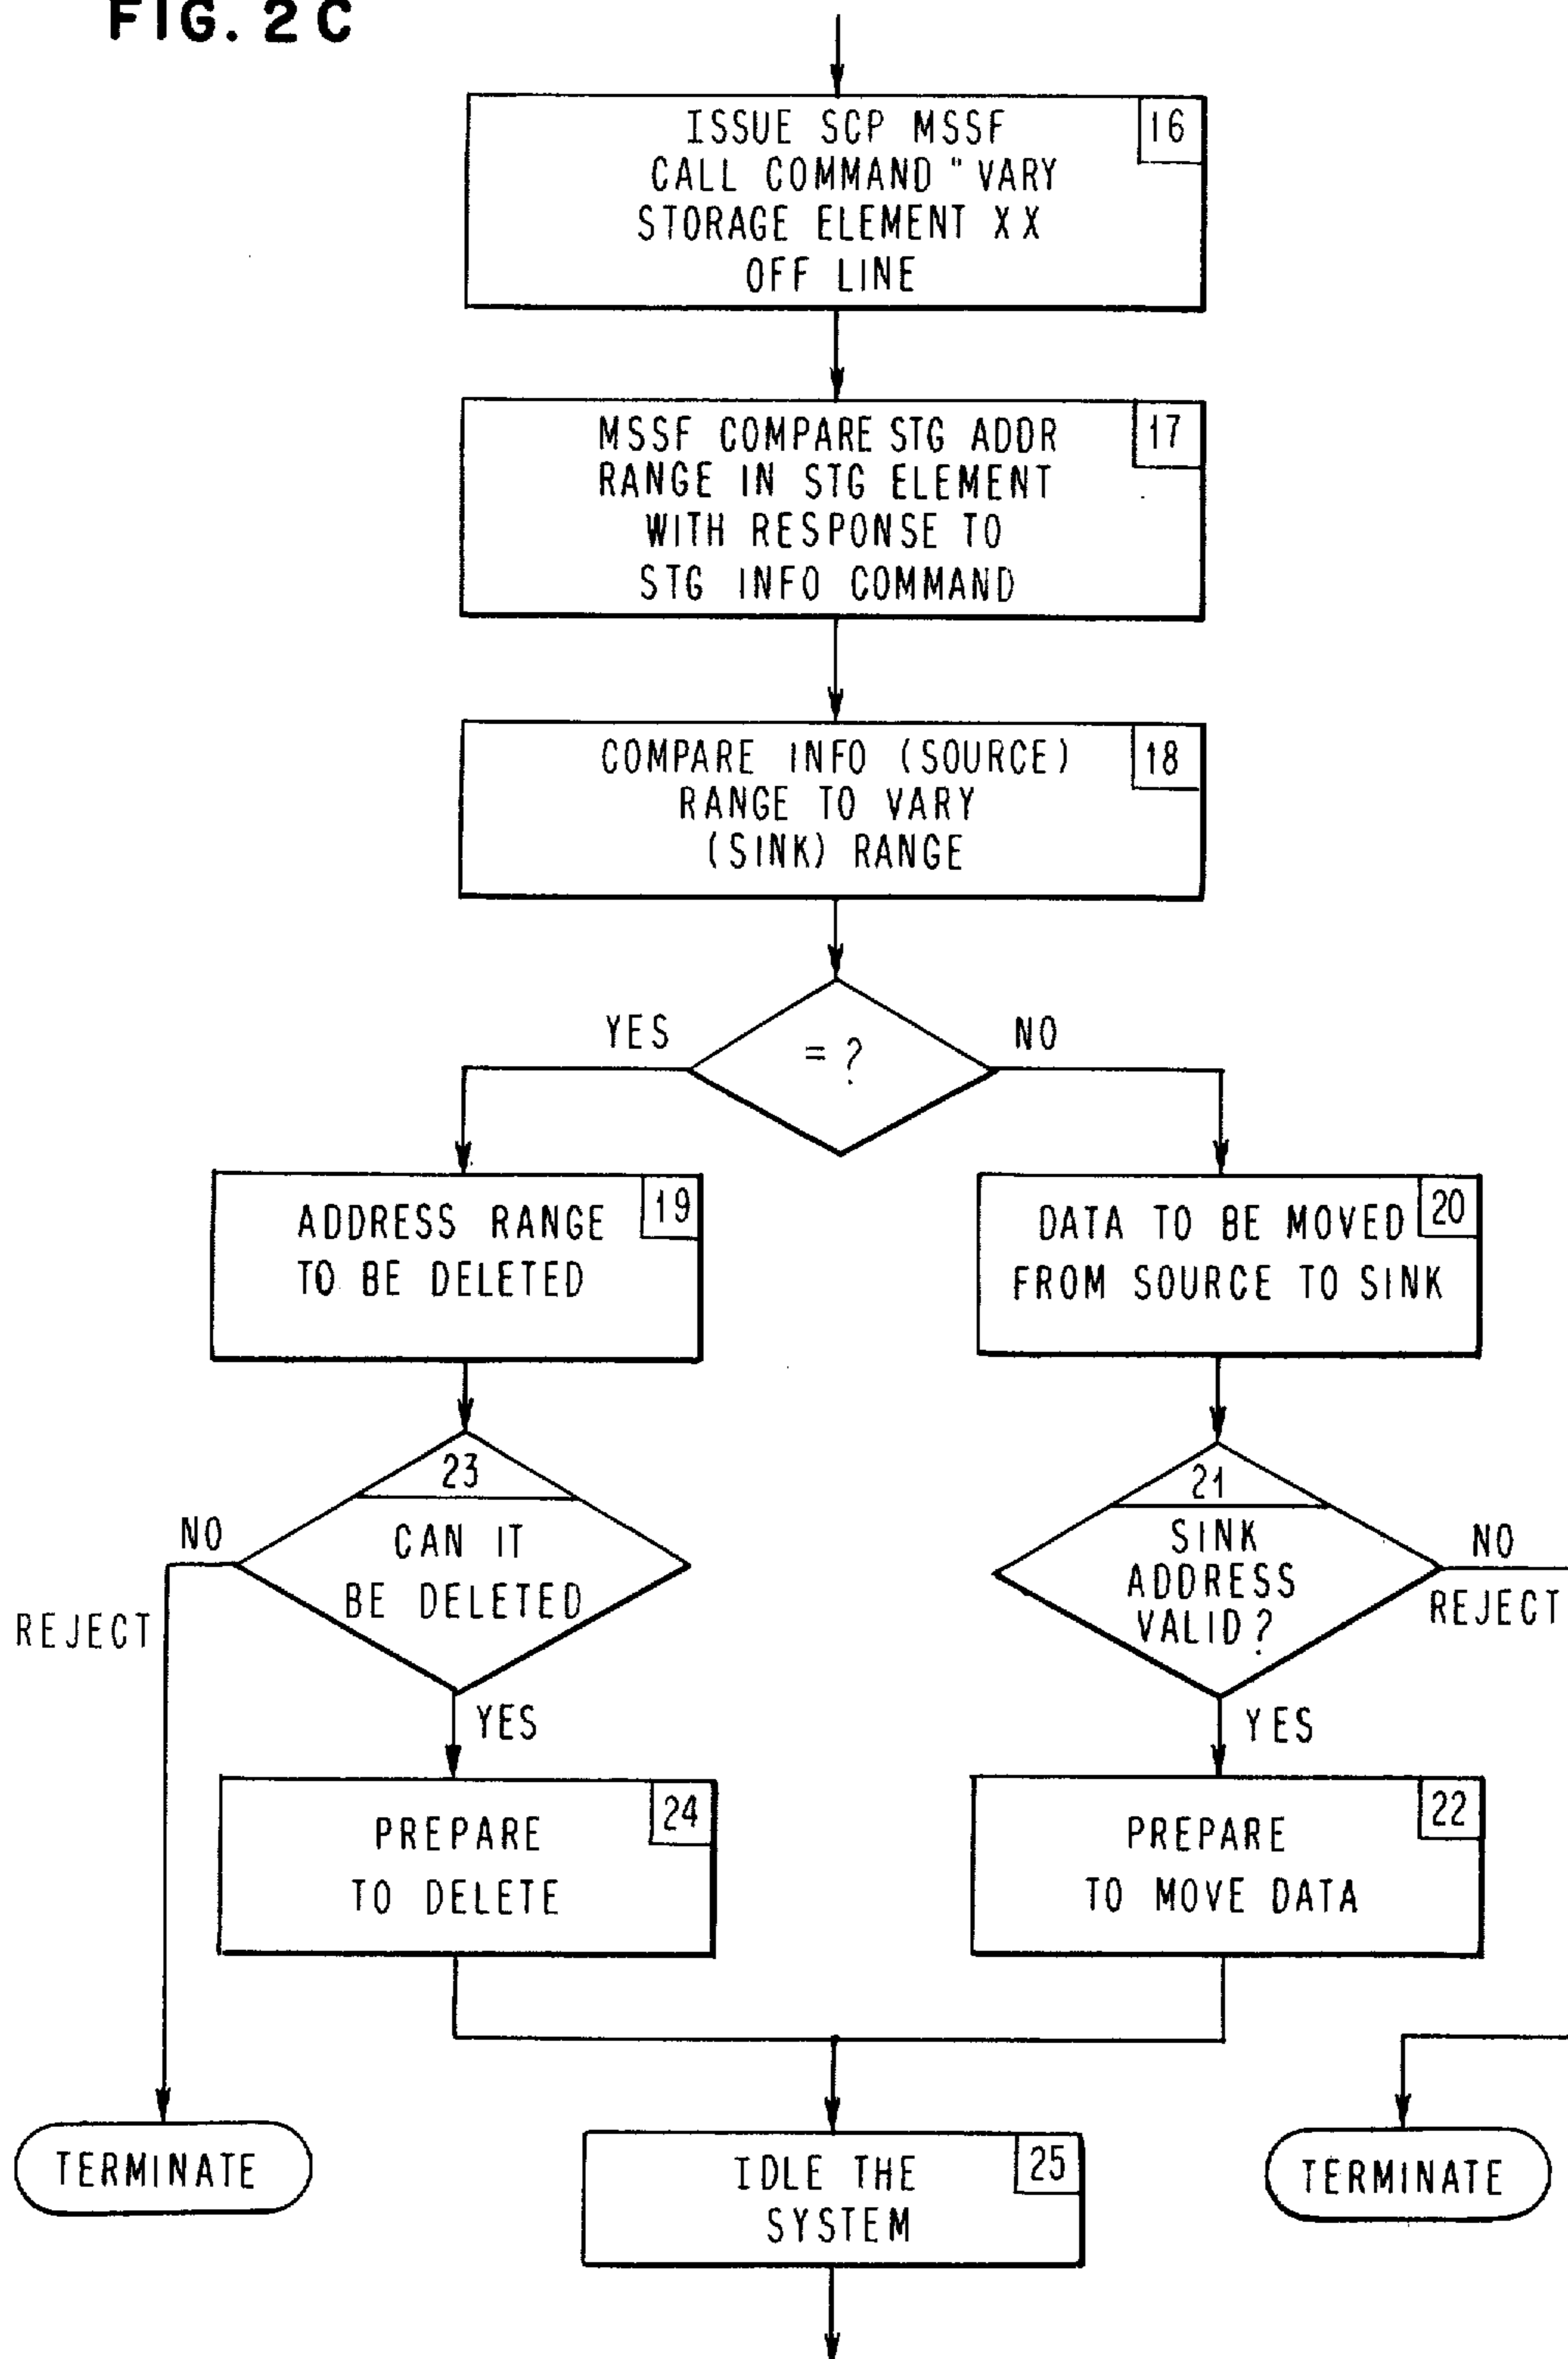 FIG. 2C
16
ISSUE SCP MSSF
CALL COMMAND "VARY
STORAGE ELEMENT XX
OFF LINE
17
MSSF COMPARE STG ADDR
RANGE IN STG ELEMENT
WITH RESPONSE TO
STG INFO COMMAND
18
COMPARE INFO (SOURCE)
RANGE TO VARY
(SINK) RANGE
YES
= ?
NO
19
ADDRESS RANGE
TO BE DELETED
20
DATA TO BE MOVED
FROM SOURCE TO SINK
23
CAN IT
BE DELETED
NO
REJECT
YES
21
SINK
ADDRESS
VALID?
NO
REJECT
YES
24
PREPARE
TO DELETE
22
PREPARE
TO MOVE DATA
TERMINATE
25
IDLE THE
SYSTEM
TERMINATE